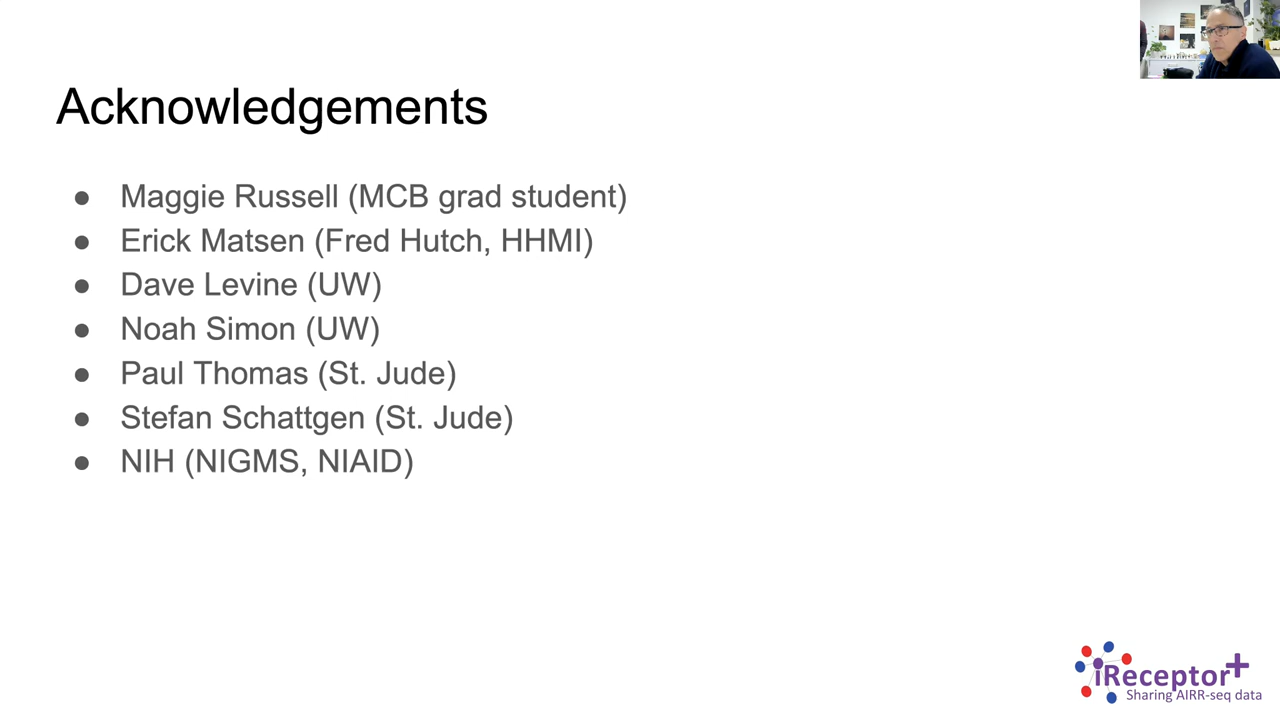 Acknowledgements
● Maggie Russell (MCB grad student)
● Erick Matsen (Fred Hutch, HHMI)
● Dave Levine (UW)
● Noah Simon (UW)
● Paul Thomas (St. Jude)
● Stefan Schattgen (St. Jude)
● NIH (NIGMS, NIAID)
iReceptor+
Sharing AIRR-seq data